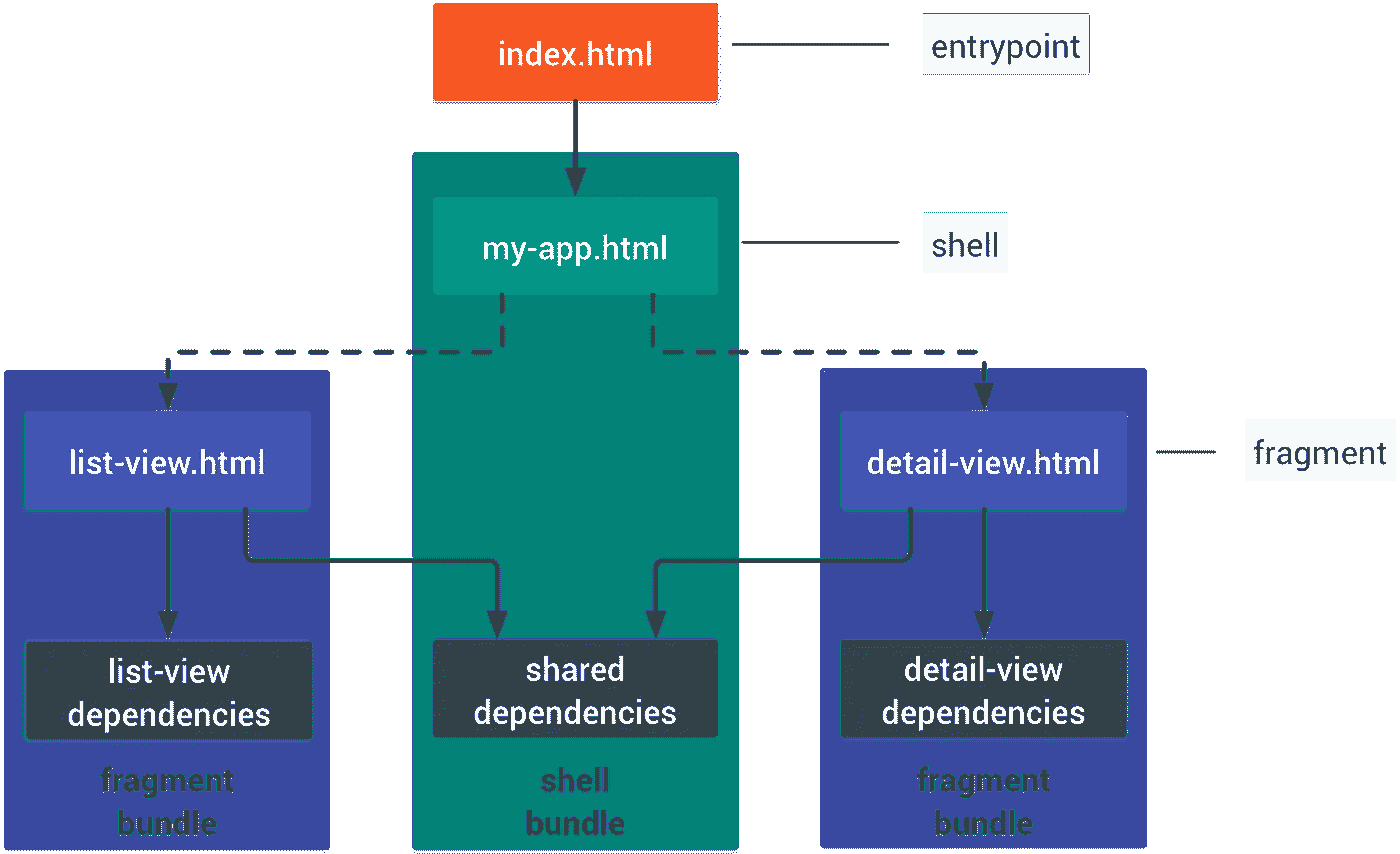 index.html
entrypoint
my-app.html
shell
list-view.html
detail-view.html
fragment
list-view
dependencies
shared
dependencies
detail-view
dependencies
fragment
bundle
shell
bundle
fragment
bundle